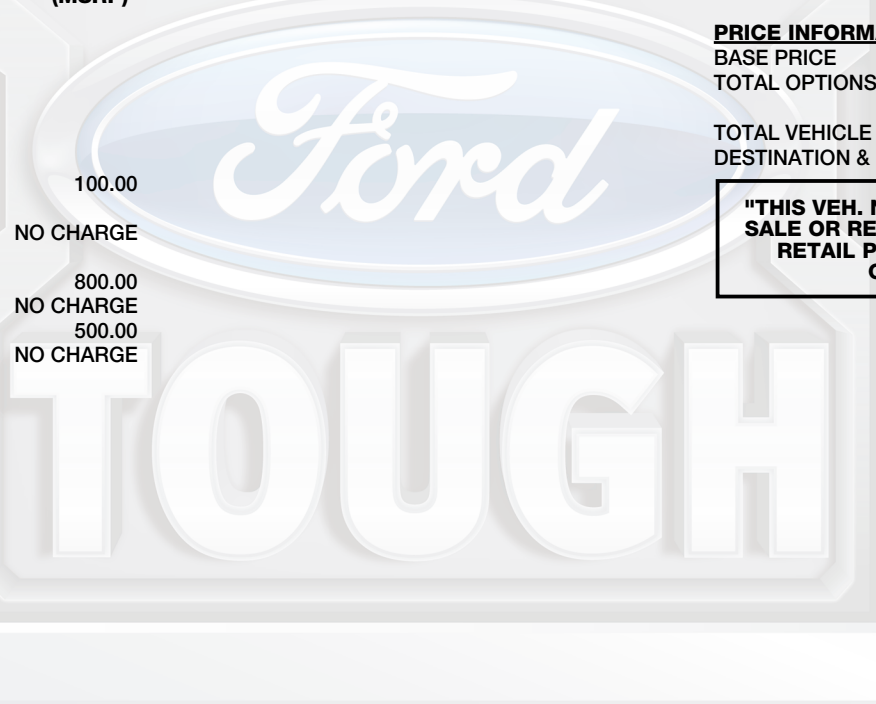 (MSRP)
100.00
NO CHARGE
800.00
NO CHARGE
500.00
NO CHARGE
PRICE INFORM
BASE PRICE
TOTAL OPTIONS
TOTAL VEHICLE
DESTINATION &
"THIS VEH.
SALE OR RE
RETAIL P
Ford
TOUGH